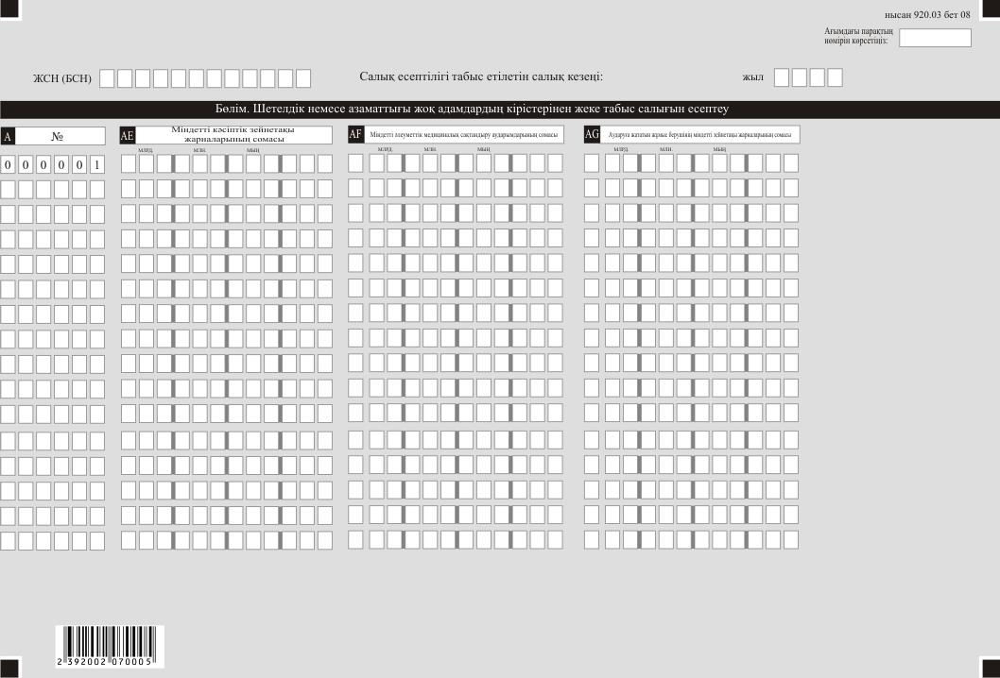 нысан 920.03 бет 08
Ағымдағы парақтың
нөмірін көрсетіңіз:
ЖСН (БСН)
Салық есептілігі табыс етілетін салық кезеңі:
жыл
Бөлім. Шетелдік немесе азаматтығы жоқ адамдардың кірістерінен жеке табыс салығын есептеу
A
№
AE
Міндетті кәсіптік зейнетақы
жарналарының сомасы
AF
Міндетті әлеуметтік медициналық сақтандыру аударымдарының сомасы
AG
Аударуға жататын жұмыс берушінің міндетті зейнетақы жарналарының сомасы
МЛРД. МЛН. МЫҢ
МЛРД. МЛН. МЫҢ
МЛРД. МЛН. МЫҢ
0 0 0 0 0 1
2 392002 070005